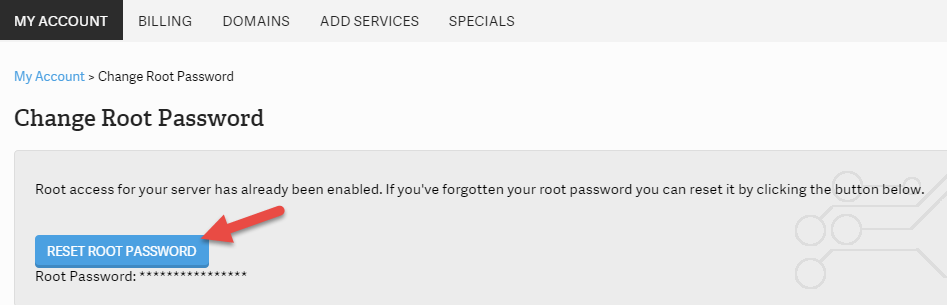 MY ACCOUNT BILLING DOMAINS ADD SERVICES SPECIALS
My Account > Change Root Password
Change Root Password
Root access for your server has already been enabled. If you've forgotten your root password you can reset it by clicking the button below.
RESET ROOT PASSWORD
Root Password: ****************